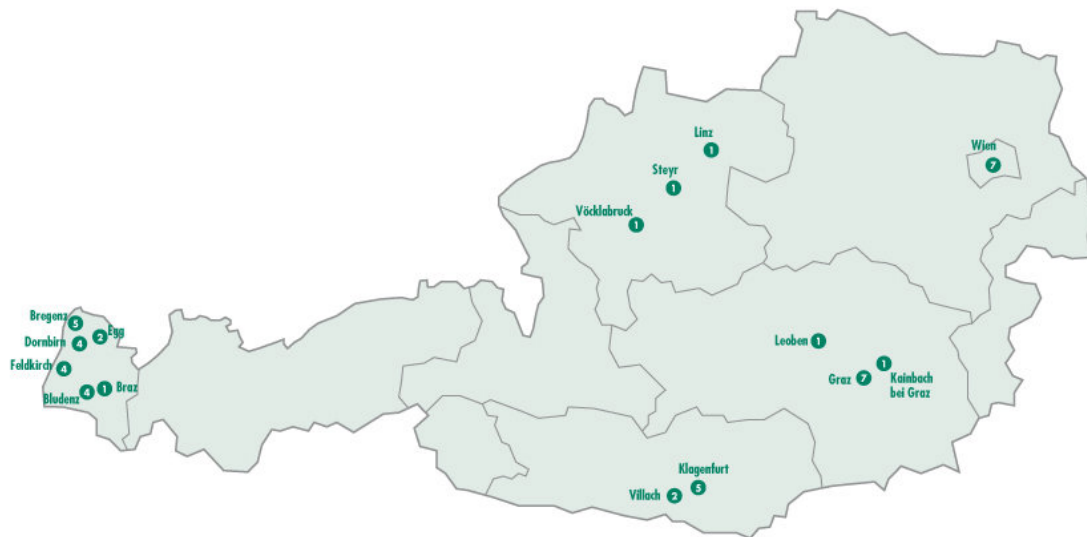 Linz
1
Wien
7
Steyr
1
Vöcklabruck
1
Bregenz
5
Egg
2
Dornbirn
4
Feldkirch
4
Braz
1
Bludenz
4
Leoben
1
1
Kainbach
bei Graz
Graz
7
Klagenfurt
5
Villach
2